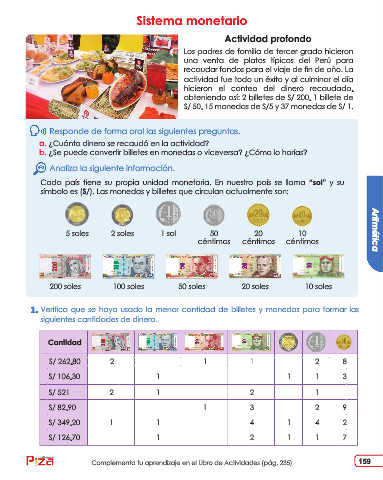 Sistema monetario
Actividad profondo
Los padres de familia de tercer grado hicieron
una venta de platos típicos del Perú para
recaudar fondos para el viaje de fin de año. La
actividad fue todo un éxito y al culminar el día
hicieron el conteo del dinero recaudado,
obteniendo así: 2 billetes de S/ 200, 1 billete de
S/ 50, 15 monedas de S/5 y 37 monedas de S/ 1.
Responde de forma oral las siguientes preguntas.
a. ¿Cuánto dinero se recaudó en la actividad?
b. ¿Se puede convertir billetes en monedas o viceversa? ¿Cómo lo harías?
Analiza la siguiente información.
Cada país tiene su propia unidad monetaria. En nuestro país se llama "sol" y su
símbolo es (S/). Las monedas y billetes que circulan actualmente son:
5 soles 2 soles 1 sol 50 céntimos 20 céntimos 10 céntimos
200 soles 100 soles 50 soles 20 soles 10 soles
Aritmética
1. Verifica que se haya usado la menor cantidad de billetes y monedas para formar las
siguientes cantidades de dinero.
Cantidad
S/ 262,80 2 1 1 2 8
S/ 106,30 1 1 1 3
S/ 521 2 1 2 1
S/ 82,90 1 3 2 9
S/ 349,20 1 1 4 1 4 2
S/ 126,70 1 2 1 1 7
Complementa tu aprendizaje en el Libro de Actividades (pág. 235)
159